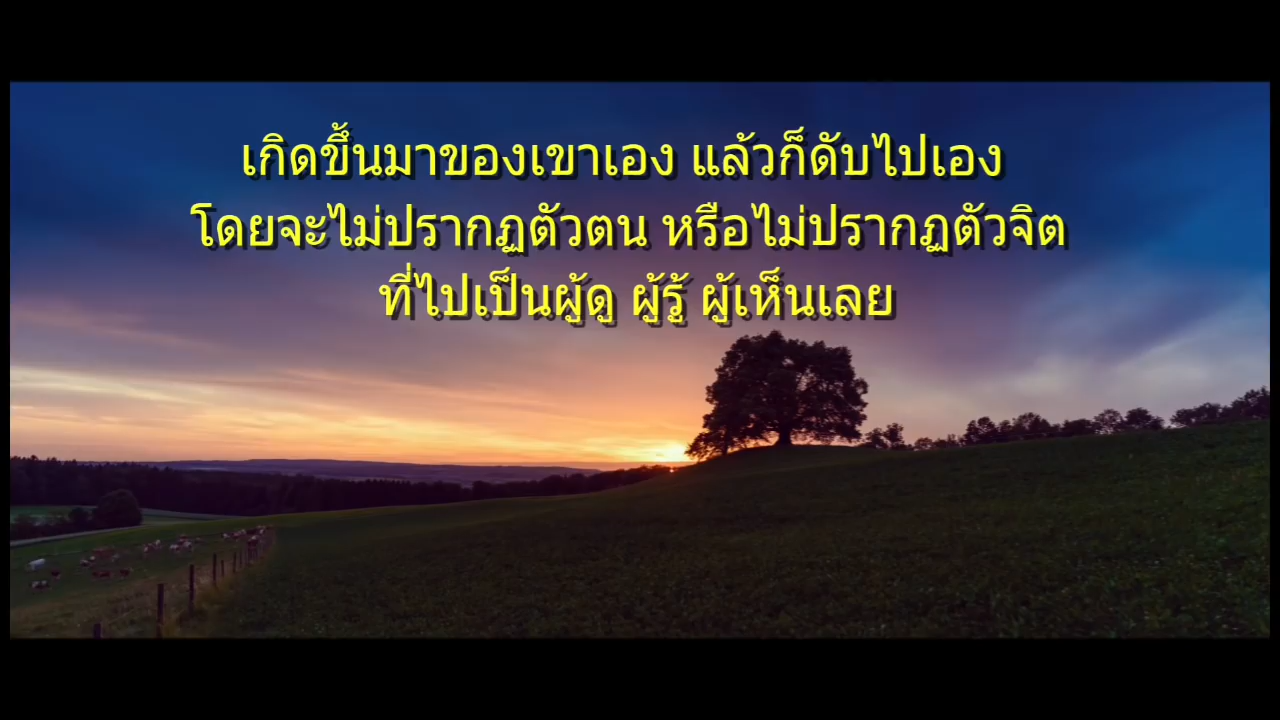 เกิดขึ้นมาของเขาเอง แล้วก็ดับไปเอง
โดยจะไม่ปรากฏตัวตน หรือไม่ปรากฏตัวจิต
ที่ไปเป็นผู้ดู ผู้รู้ ผู้เห็นเลย